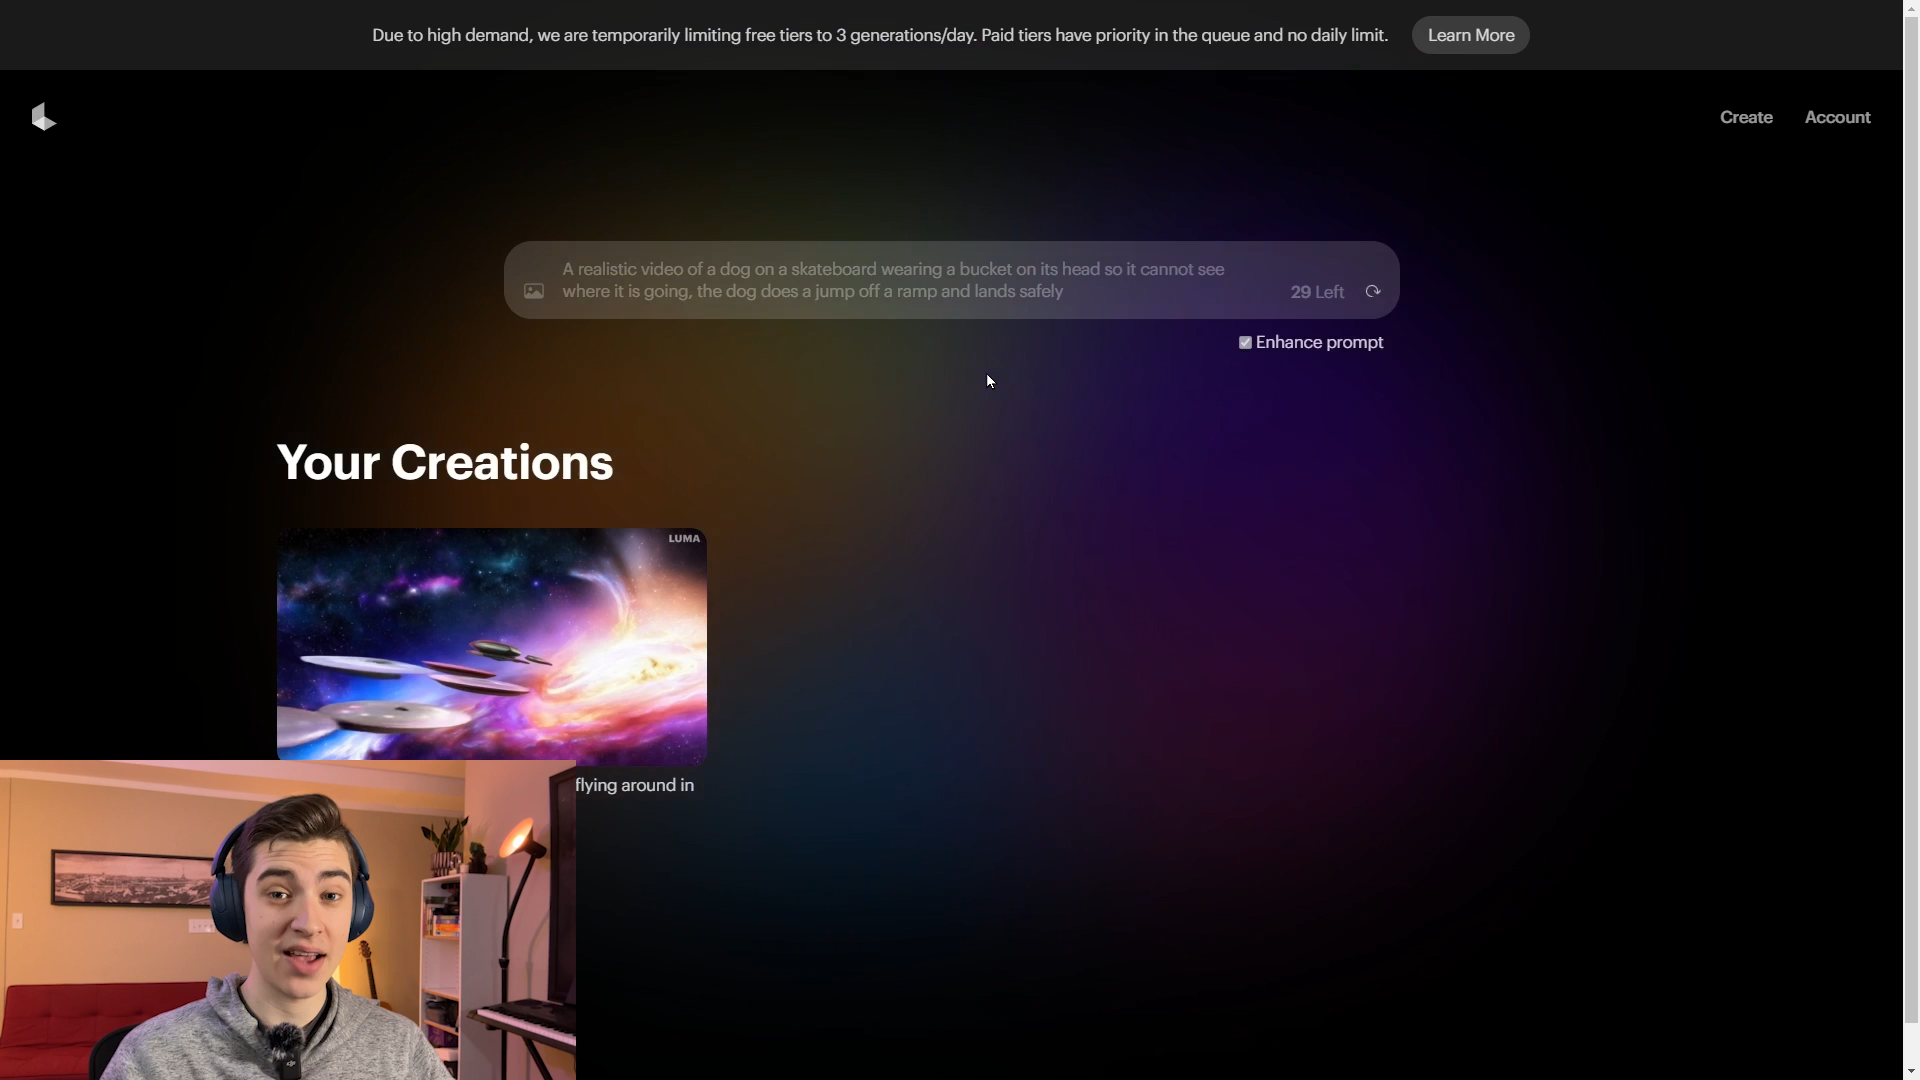 Due to high demand, we are temporarily limiting free tiers to 3 generations/day. Paid tiers have priority in the queue and no daily limit.
Learn More
Create
Account
A realistic video of a dog on a skateboard wearing a bucket on its head so it cannot see
where it is going, the dog does a jump off a ramp and lands safely
29 Left
Enhance prompt
Your Creations
LUMA
flying around in